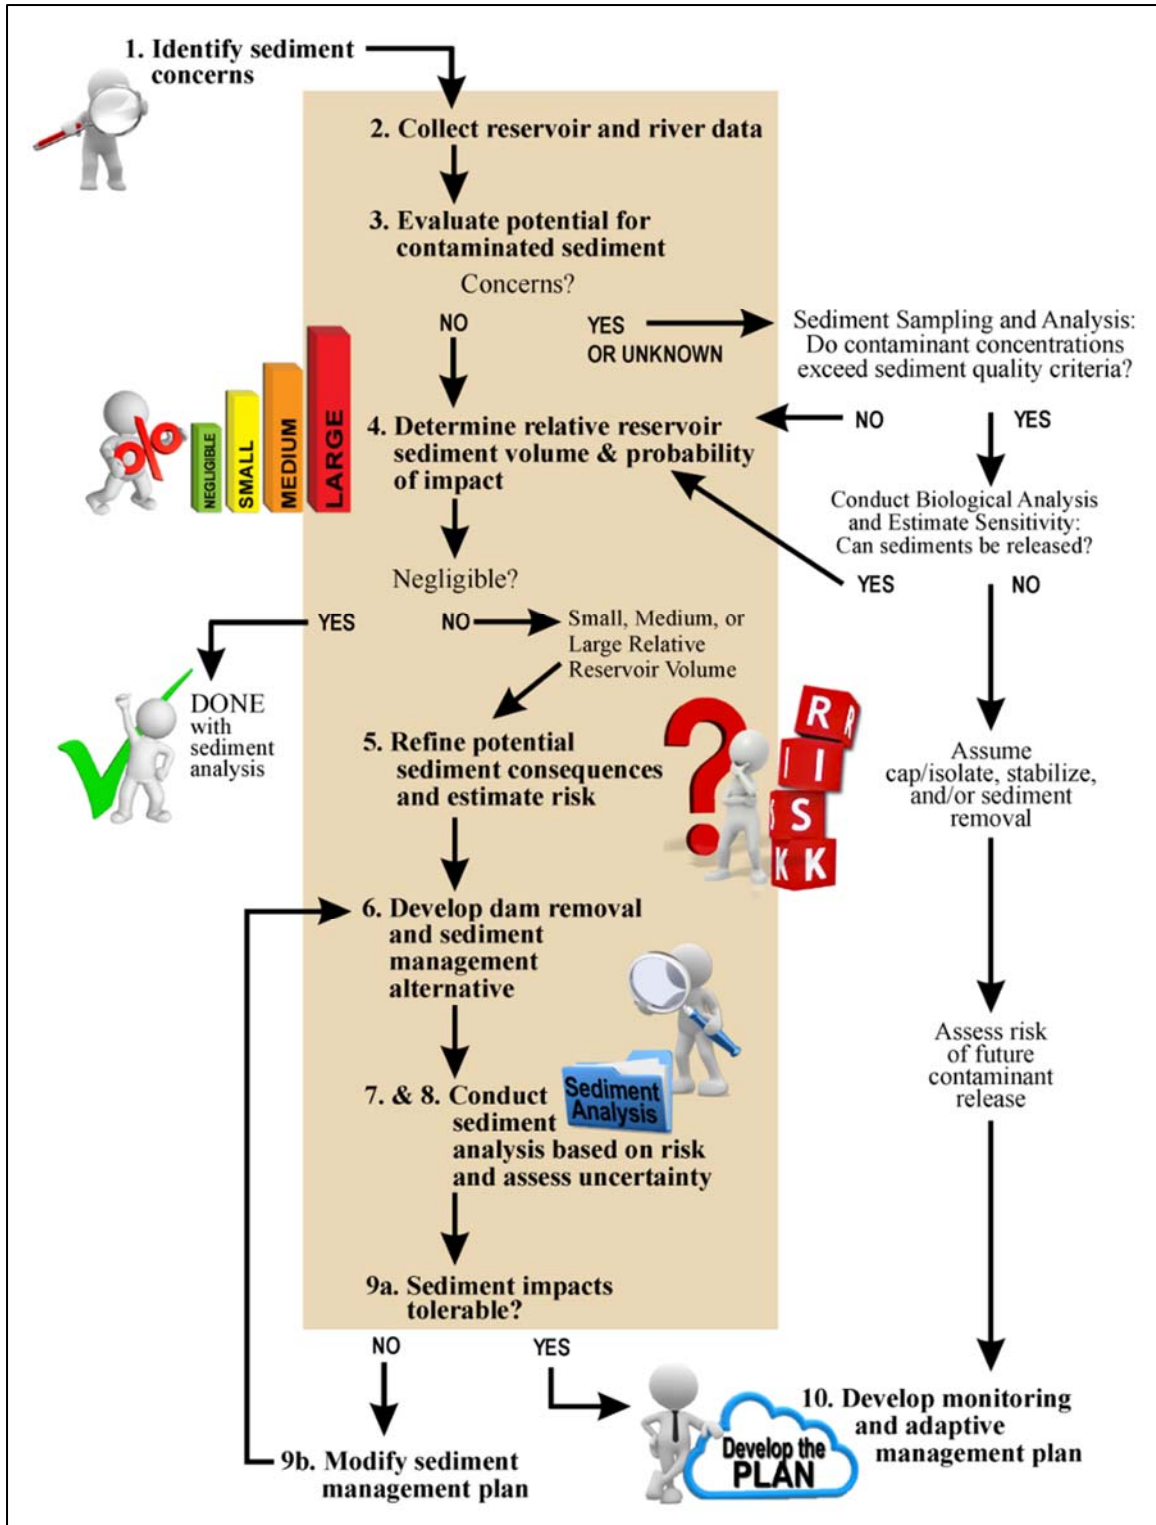 1. Identify sediment
concerns
2. Collect reservoir and river data
3. Evaluate potential for
contaminated sediment
Concerns?
NO
YES
OR UNKNOWN
Sediment Sampling and Analysis:
Do contaminant concentrations
exceed sediment quality criteria?
NO
YES
NEGLIGIBLE
SMALL
MEDIUM
LARGE
%
4. Determine relative reservoir
sediment volume & probability
of impact
Conduct Biological Analysis
and Estimate Sensitivity:
Can sediments be released?
YES
NO
Negligible?
YES
NO
Small, Medium, or
Large Relative
Reservoir Volume
DONE
with
sediment
analysis
5. Refine potential
sediment consequences
and estimate risk
?
R R
I I
S S
K K
Assume
cap/isolate, stabilize,
and/or sediment
removal
6. Develop dam removal
and sediment
management
alternative
Assess risk
of future
contaminant
release
7. & 8. Conduct
sediment
analysis based on risk
and assess uncertainty
Sediment
Analysis
9a. Sediment impacts
tolerable?
NO
YES
9b. Modify sediment
management plan
Develop the
PLAN
10. Develop monitoring
and adaptive
management plan